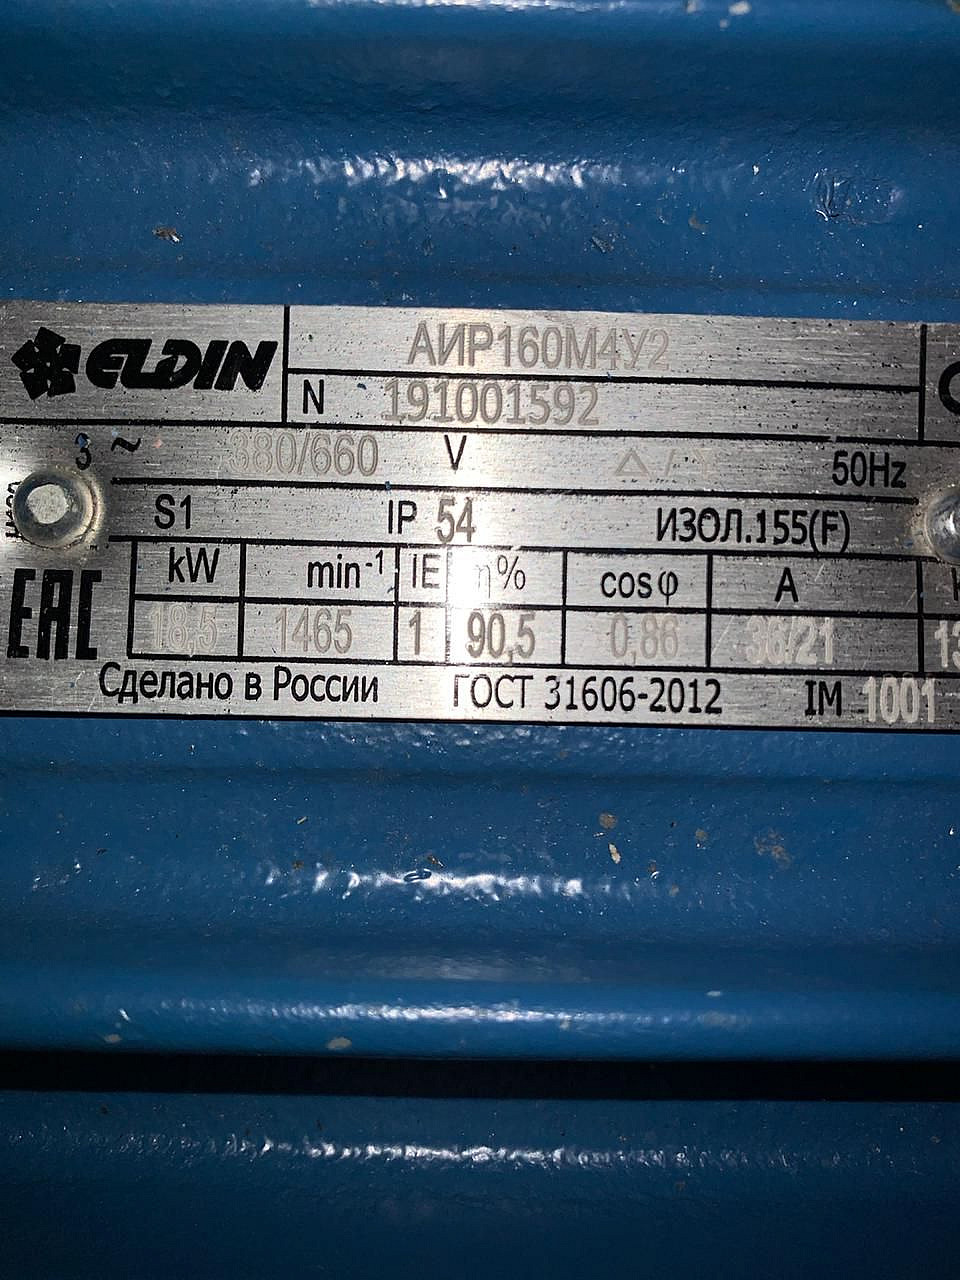 ELDIN
АИР160М4У2
N 191001592
3 ~ 380/660 V Δ / Y 50Hz
S1 IP 54 ИЗОЛ.155(F)
kW min-1 IE η% cosφ A
18,5 1465 1 90,5 0,86 36/21
EAC
Сделано в России ГОСТ 31606-2012 IM 1001